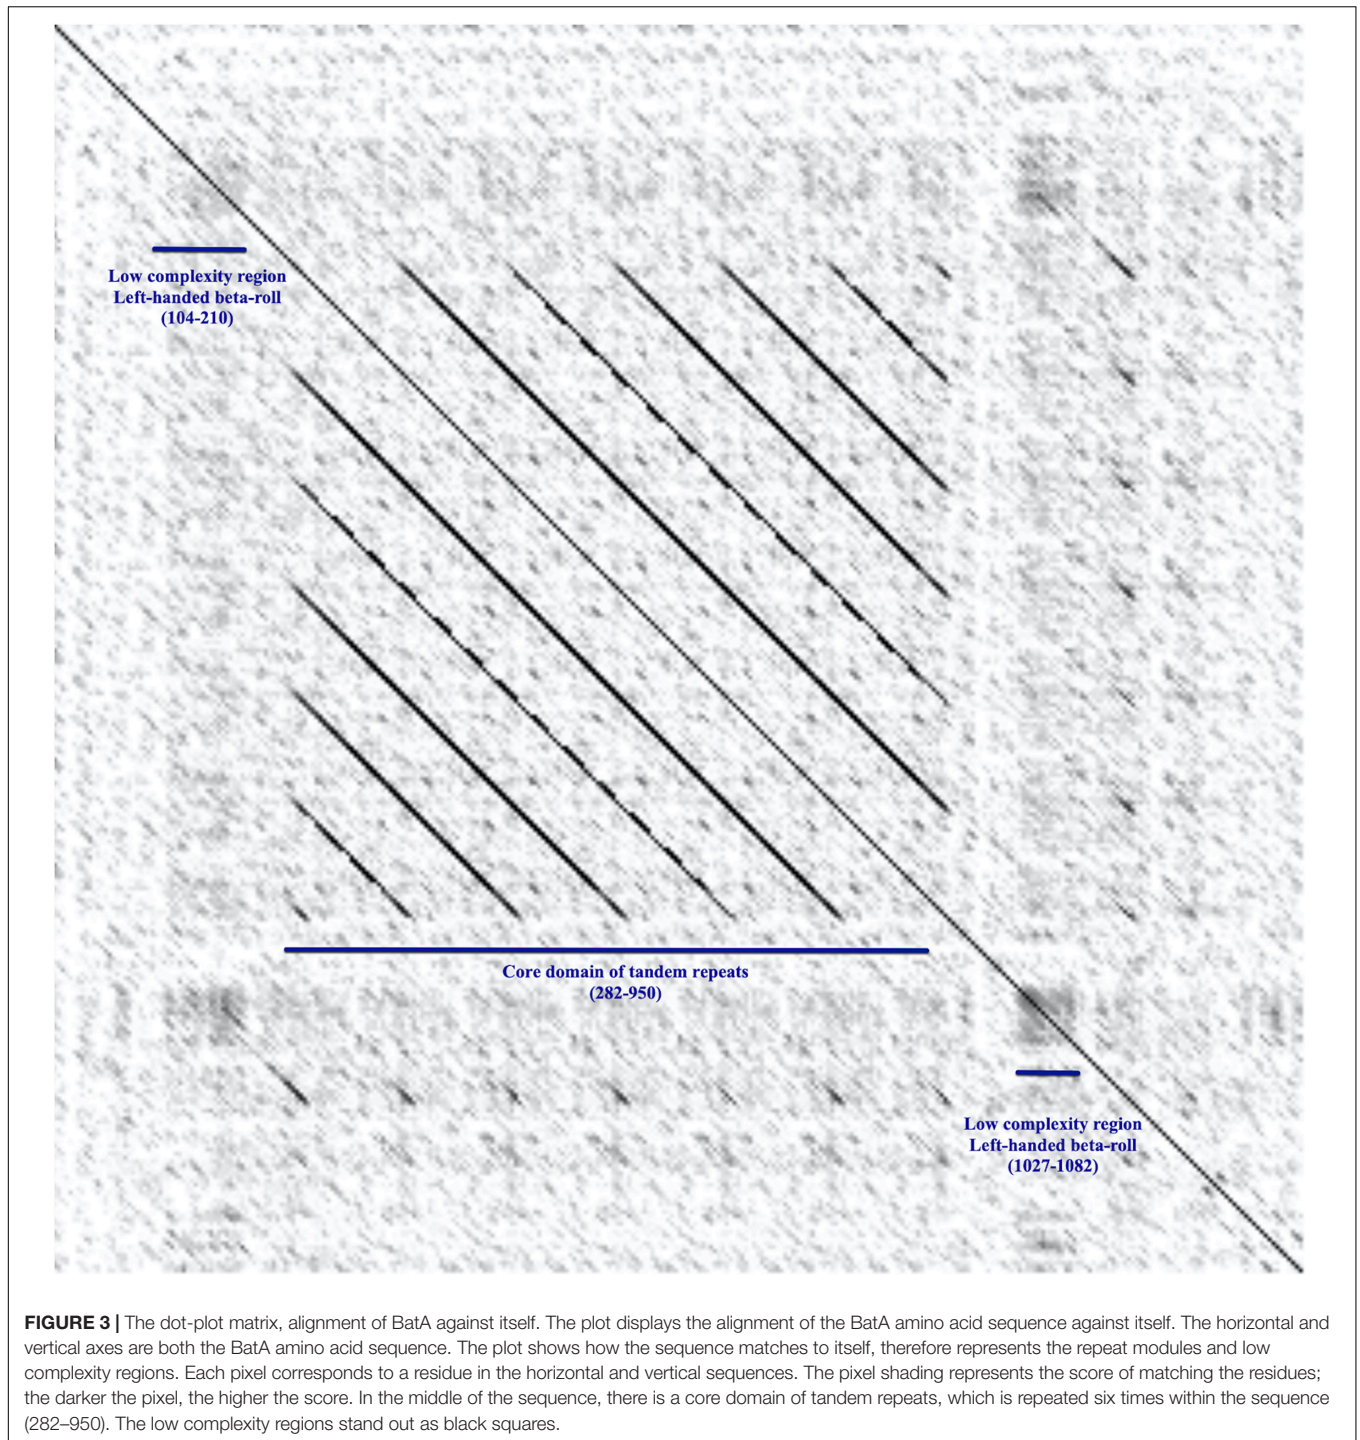 Low complexity region
Left-handed beta-roll
(104-210)
Core domain of tandem repeats
(282-950)
Low complexity region
Left-handed beta-roll
(1027-1082)
FIGURE 3 | The dot-plot matrix, alignment of BatA against itself. The plot displays the alignment of the BatA amino acid sequence against itself. The horizontal and
vertical axes are both the BatA amino acid sequence. The plot shows how the sequence matches to itself, therefore represents the repeat modules and low
complexity regions. Each pixel corresponds to a residue in the horizontal and vertical sequences. The pixel shading represents the score of matching the residues;
the darker the pixel, the higher the score. In the middle of the sequence, there is a core domain of tandem repeats, which is repeated six times within the sequence
(282–950). The low complexity regions stand out as black squares.